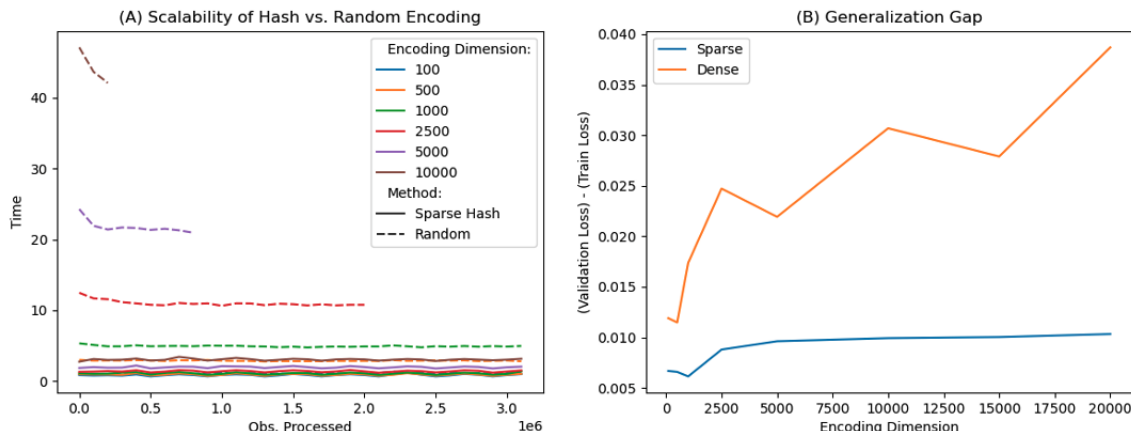 (A) Scalability of Hash vs. Random Encoding
Time
40
30
20
10
0
Encoding Dimension:
100
500
1000
2500
5000
10000
Method:
Sparse Hash
Random
0.0 0.5 1.0 1.5 2.0 2.5 3.0
1e6
Obs. Processed
(B) Generalization Gap
(Validation Loss) - (Train Loss)
0.040
0.035
0.030
0.025
0.020
0.015
0.010
0.005
Sparse
Dense
0 2500 5000 7500 10000 12500 15000 17500 20000
Encoding Dimension